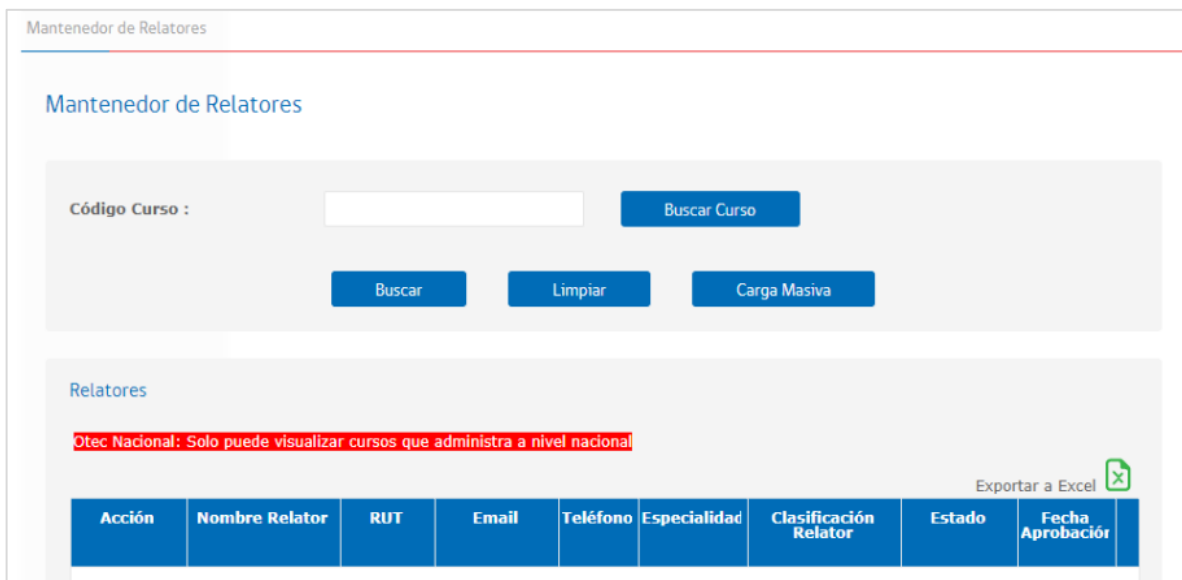 Mantenedor de Relatores
Mantenedor de Relatores
Código Curso :
Buscar Curso
Buscar Limpiar Carga Masiva
Relatores
Otec Nacional: Solo puede visualizar cursos que administra a nivel nacional
Exportar a Excel
Acción Nombre Relator RUT Email Teléfono Especialidad Clasificación Relator Estado Fecha Aprobación